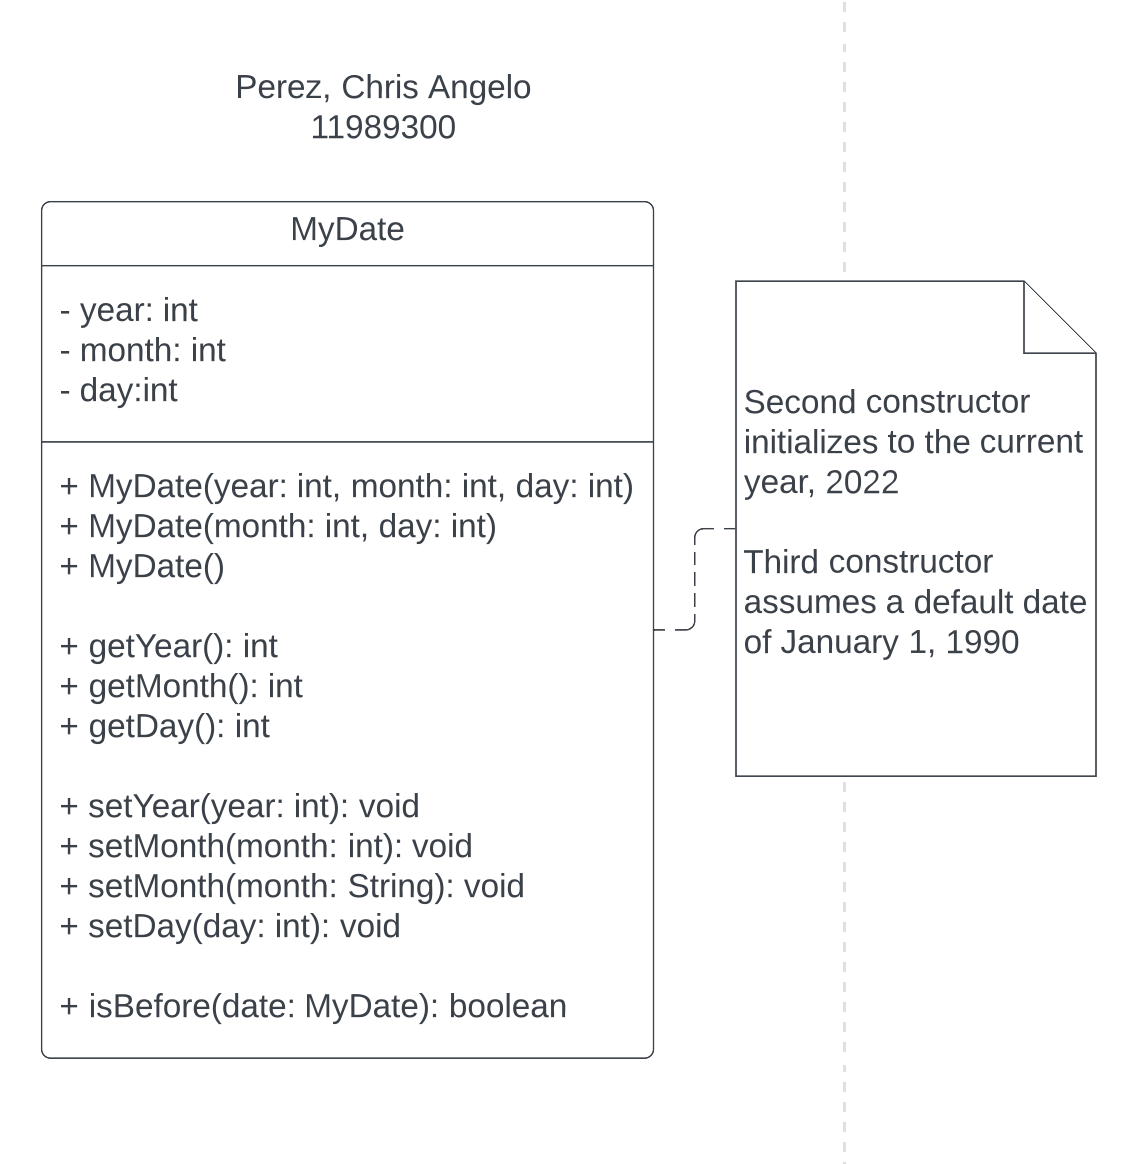 Perez, Chris Angelo
11989300
MyDate
- year: int
- month: int
- day:int
+ MyDate(year: int, month: int, day: int)
+ MyDate(month: int, day: int)
+ MyDate()
+ getYear(): int
+ getMonth(): int
+ getDay(): int
+ setYear(year: int): void
+ setMonth(month: int): void
+ setMonth(month: String): void
+ setDay(day: int): void
+ isBefore(date: MyDate): boolean
Second constructor
initializes to the current
year, 2022
Third constructor
assumes a default date
of January 1, 1990